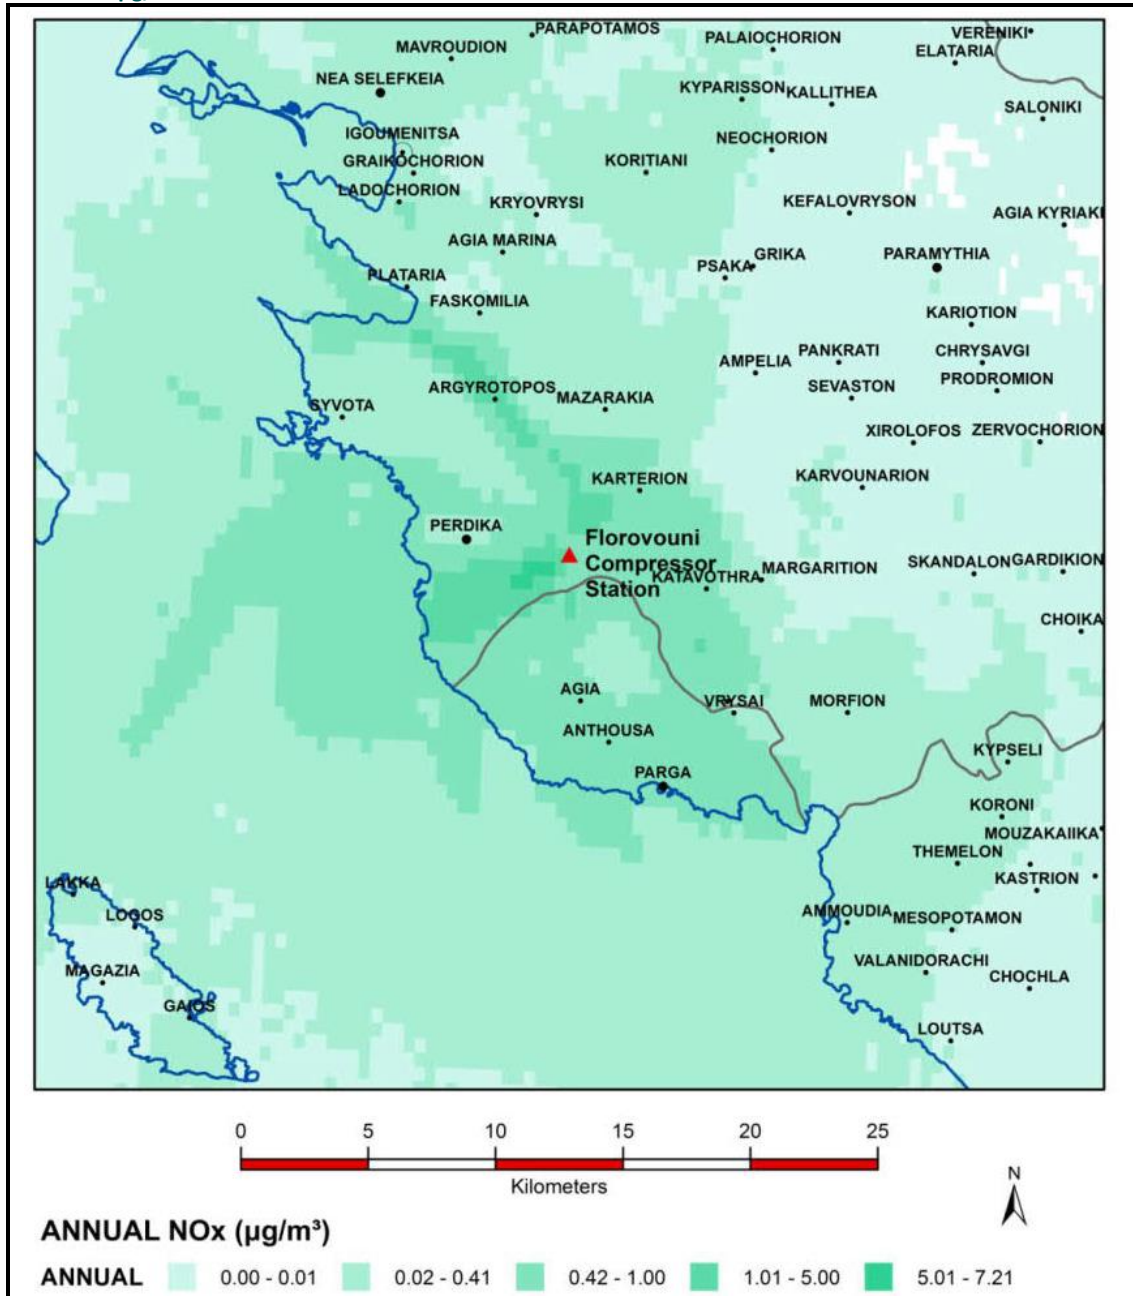 PARAPOTAMOS
VERENIKI
PALAIOCHORION
MAVROUDION
ELATARIA
NEA SELEFKEIA
KYPARISSON
KALLITHEA
SALONIKI
IGOUMENITSA
NEOCHORION
GRAIKOCHORION
KORITIANI
LADOCHORION
KRYOVRYSI
KEFALOVRYSON
AGIA KYRIAKI
AGIA MARINA
GRIKA
PARAMYTHIA
PSAKA
PLATARIA
FASKOMILIA
KARIOTION
PANKRATI
CHRYSAVGI
AMPELIA
ARGYROTOPOS
SEVASTON
PRODROMION
MAZARAKIA
SYVOTA
XIROLOFOS
ZERVOCHORION
KARTERION
KARVOUNARION
PERDIKA
Florovouni
Compressor
Station
KATAVOTHRA
MARGARITION
SKANDALON
GARDIKION
CHOIKA
AGIA
VRYSAI
MORFION
ANTHOUSA
KYPSELI
PARGA
KORONI
MOUZAKAIIKA
THEMELON
KASTRION
LAKKA
LOGOS
AMMOUDIA
MESOPOTAMON
VALANIDORACHI
MAGAZIA
CHOCHLA
GAIOS
LOUTSA
0 5 10 15 20 25
Kilometers
N
ANNUAL NOx (µg/m³)
ANNUAL 0.00 - 0.01 0.02 - 0.41 0.42 - 1.00 1.01 - 5.00 5.01 - 7.21